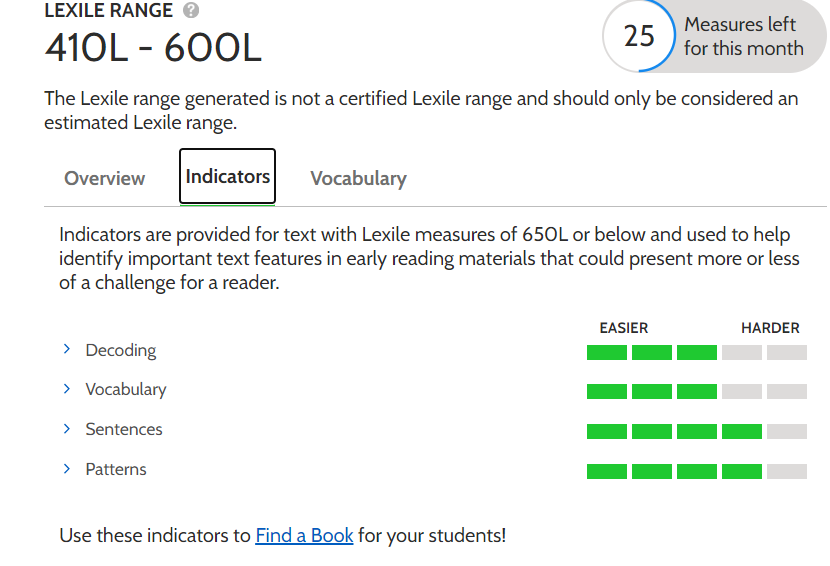 LEXILE RANGE ?
410L - 600L
25
Measures left
for this month
The Lexile range generated is not a certified Lexile range and should only be considered an
estimated Lexile range.
Overview Indicators Vocabulary
Indicators are provided for text with Lexile measures of 650L or below and used to help
identify important text features in early reading materials that could present more or less
of a challenge for a reader.
EASIER HARDER
Decoding
Vocabulary
Sentences
Patterns
Use these indicators to Find a Book for your students!